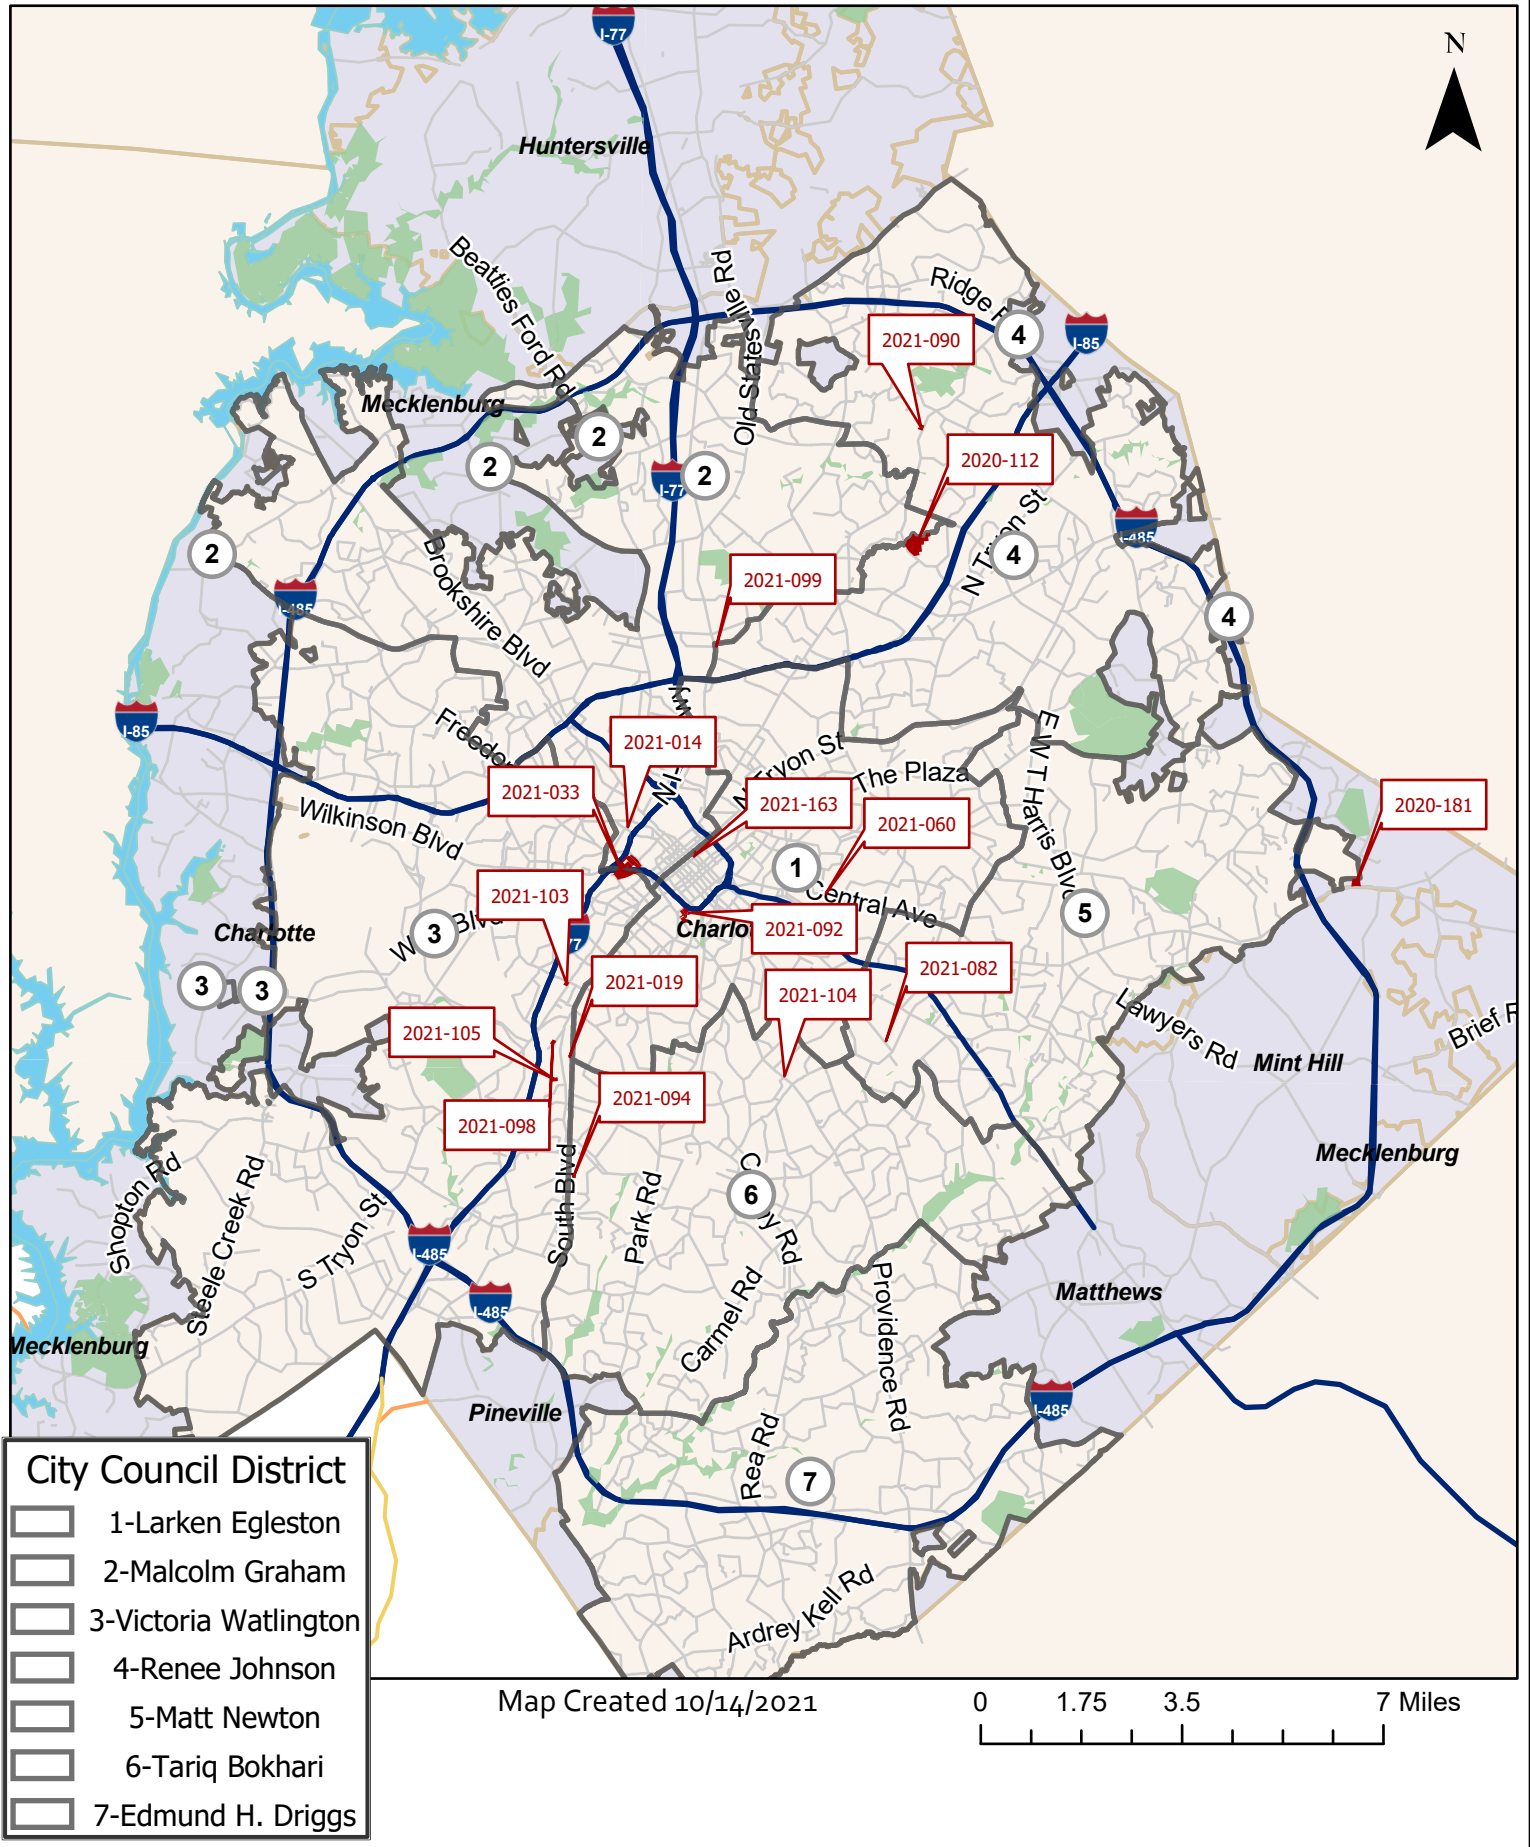 I-77
N
Huntersville
Beatties Ford Rd
Old Statesville Rd
Ridge R
4
I-85
2021-090
Mecklenburg
2
2
I-77
2
2020-112
I-485
N Tryon St
4
2
I-485
Brookshire Blvd
2021-099
4
I-85
Freedo
2021-014
N Tryon St
The Plaza
E W T Harris Blvd
2021-033
2021-163
2020-181
Wilkinson Blvd
2021-060
1
Central Ave
2021-103
5
3
Blvd
77
Charlotte
2021-092
3
3
2021-019
2021-104
2021-082
2021-105
Lawyers Rd
Brief R
Mint Hill
2021-094
2021-098
Mecklenburg
Shopton Rd
Steele Creek Rd
S Tryon St
South Blvd
Park Rd
6
y Rd
I-485
I-485
Carmel Rd
Providence Rd
Matthews
Mecklenburg
I-485
Pineville
Rea Rd
7
Ardrey Kell Rd
City Council District
1-Larken Egleston
2-Malcolm Graham
3-Victoria Watlington
4-Renee Johnson
5-Matt Newton
6-Tariq Bokhari
7-Edmund H. Driggs
Map Created 10/14/2021
0 1.75 3.5 7 Miles